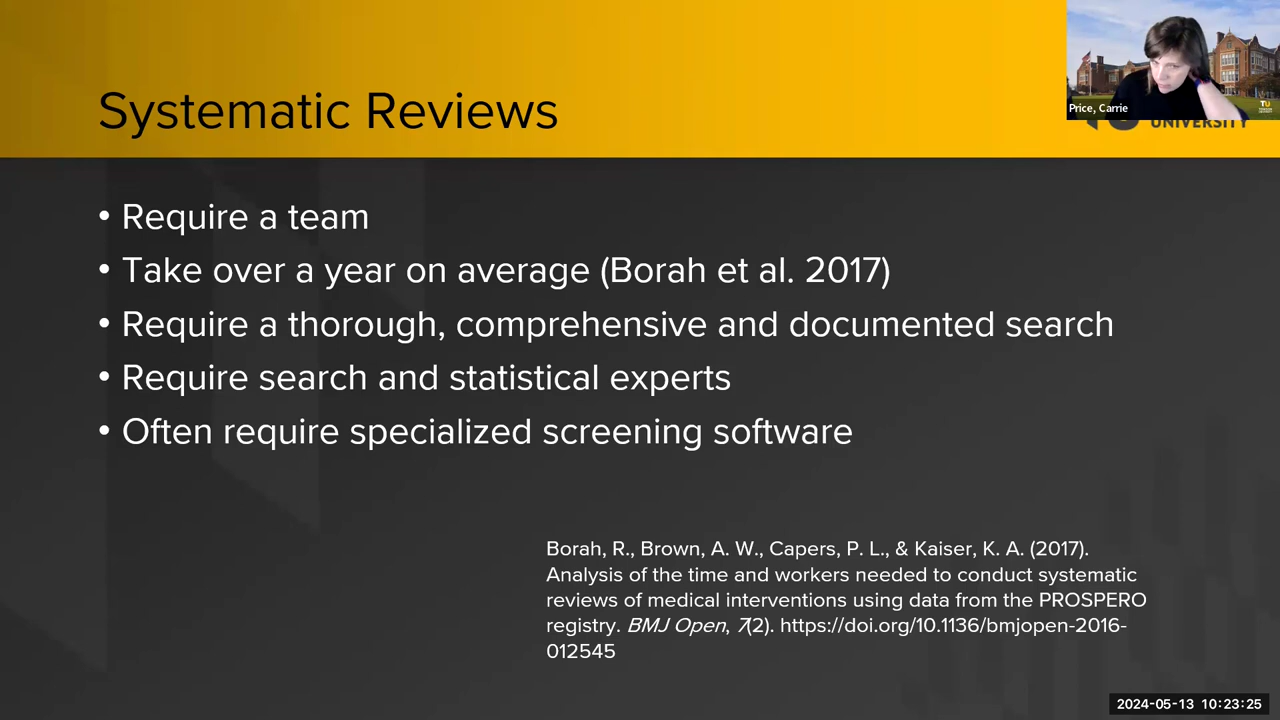 Systematic Reviews
Price, Carrie
TU
UNIVERSITY
• Require a team
• Take over a year on average (Borah et al. 2017)
• Require a thorough, comprehensive and documented search
• Require search and statistical experts
• Often require specialized screening software
Borah, R., Brown, A. W., Capers, P. L., & Kaiser, K. A. (2017).
Analysis of the time and workers needed to conduct systematic
reviews of medical interventions using data from the PROSPERO
registry. BMJ Open, 7(2). https://doi.org/10.1136/bmjopen-2016-
012545
2024-05-13 10:23:25